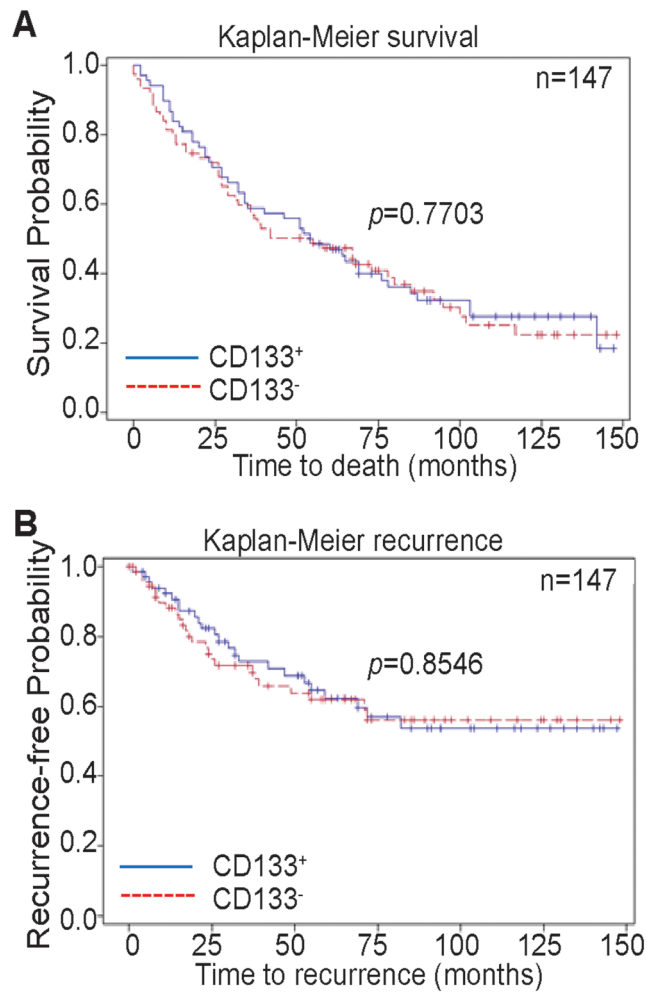 A
Kaplan-Meier survival
n=147
p=0.7703
Survival Probability
1.0
0.8
0.6
0.4
0.2
0.0
CD133⁺
CD133⁻
0 25 50 75 100 125 150
Time to death (months)
B
Kaplan-Meier recurrence
n=147
p=0.8546
Recurrence-free Probability
1.0
0.8
0.6
0.4
0.2
0.0
CD133⁺
CD133⁻
0 25 50 75 100 125 150
Time to recurrence (months)